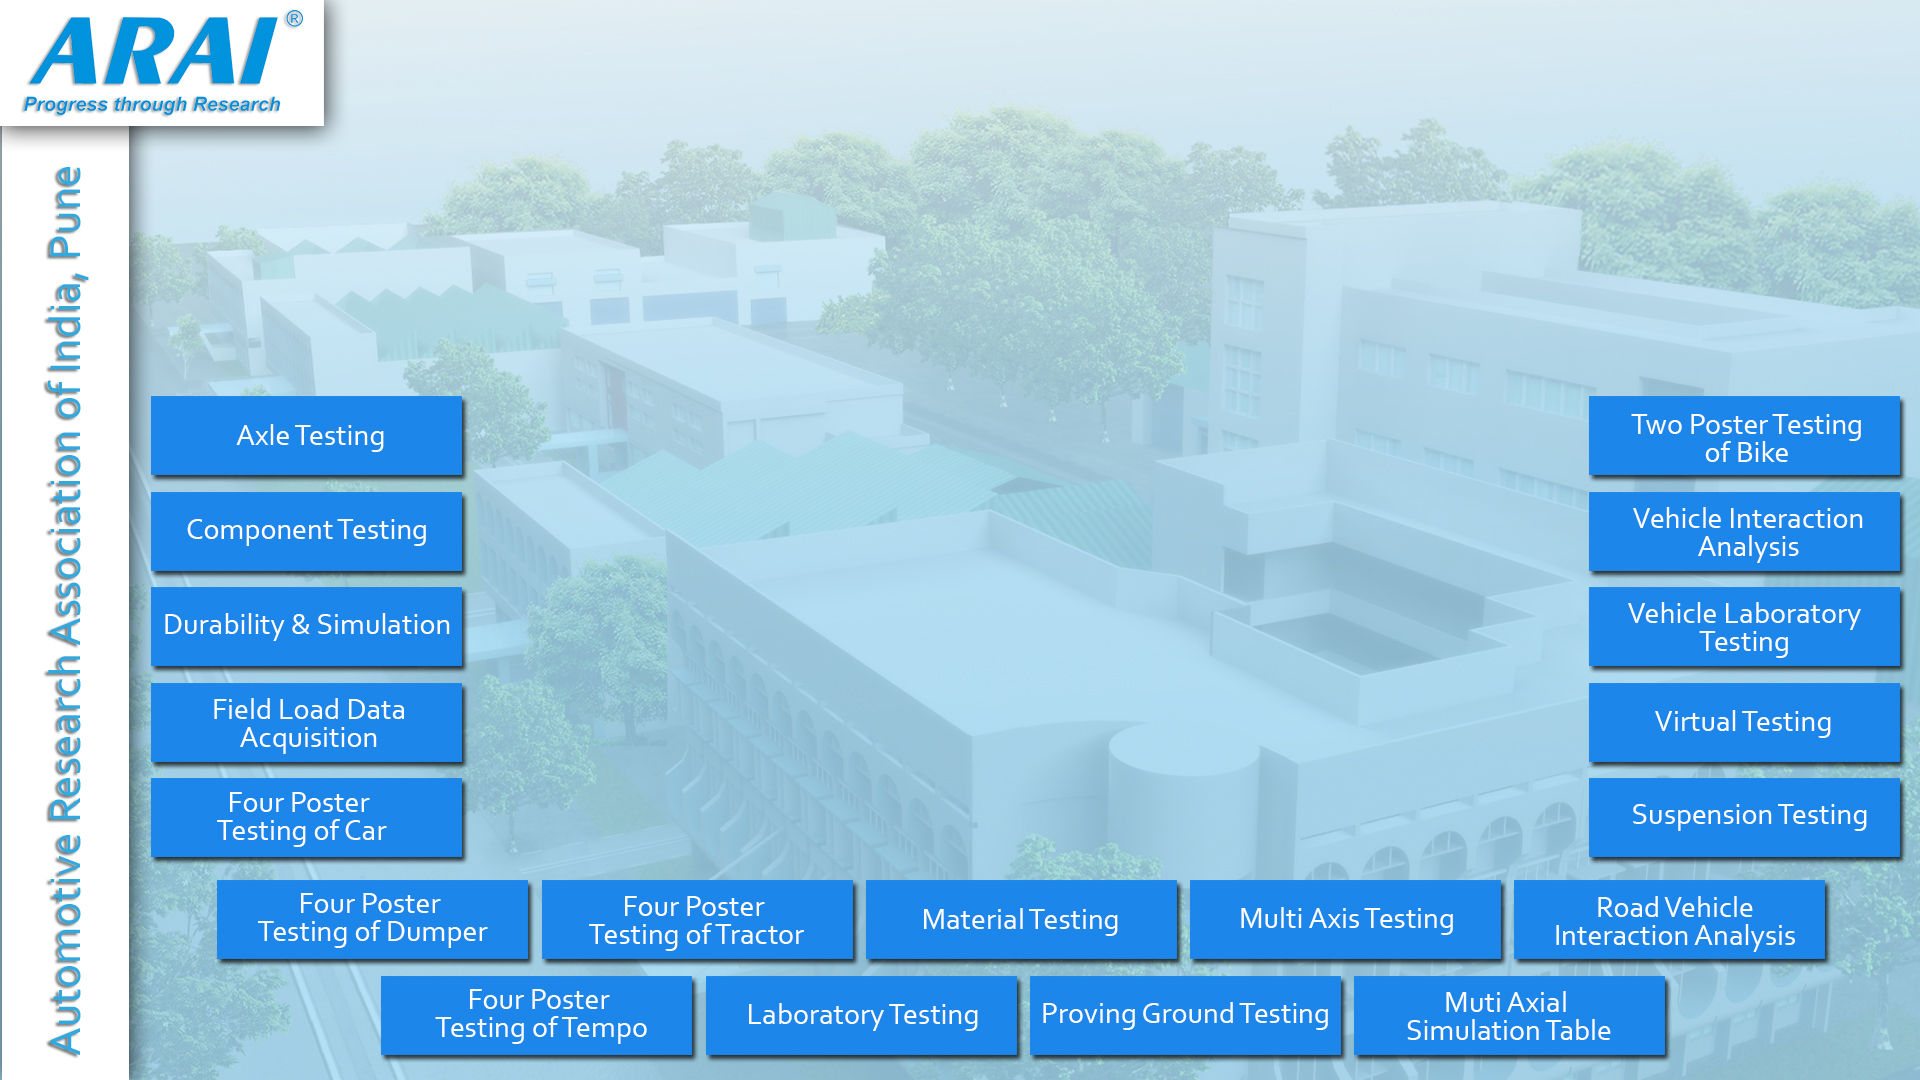 ARAI®
Progress through Research
Automotive Research Association of India, Pune
Axle Testing
Component Testing
Durability & Simulation
Field Load Data
Acquisition
Four Poster
Testing of Car
Two Poster Testing
of Bike
Vehicle Interaction
Analysis
Vehicle Laboratory
Testing
Virtual Testing
Suspension Testing
Four Poster
Testing of Dumper
Four Poster
Testing of Tractor
Material Testing
Multi Axis Testing
Road Vehicle
Interaction Analysis
Four Poster
Testing of Tempo
Laboratory Testing
Proving Ground Testing
Muti Axial
Simulation Table